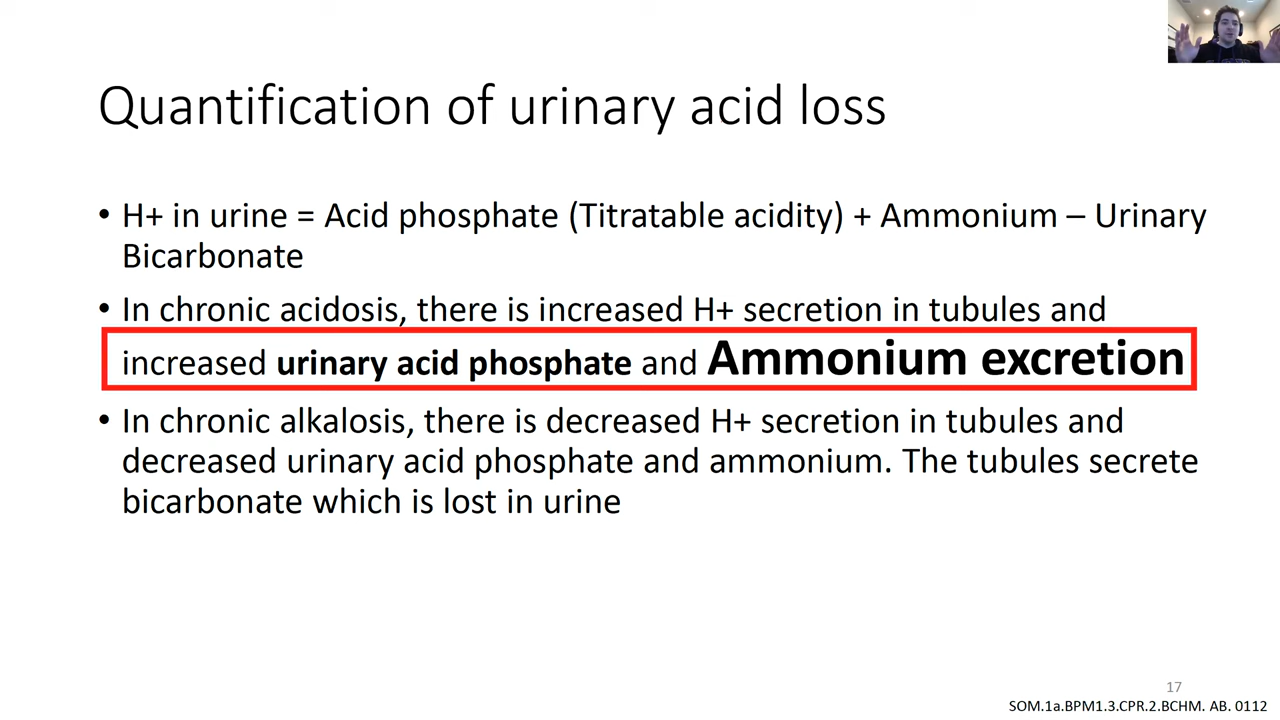 Quantification of urinary acid loss
• H+ in urine = Acid phosphate (Titratable acidity) + Ammonium – Urinary
Bicarbonate
• In chronic acidosis, there is increased H+ secretion in tubules and
increased urinary acid phosphate and Ammonium excretion
• In chronic alkalosis, there is decreased H+ secretion in tubules and
decreased urinary acid phosphate and ammonium. The tubules secrete
bicarbonate which is lost in urine
17
SOM.1a.BPM1.3.CPR.2.BCHM. AB. 0112